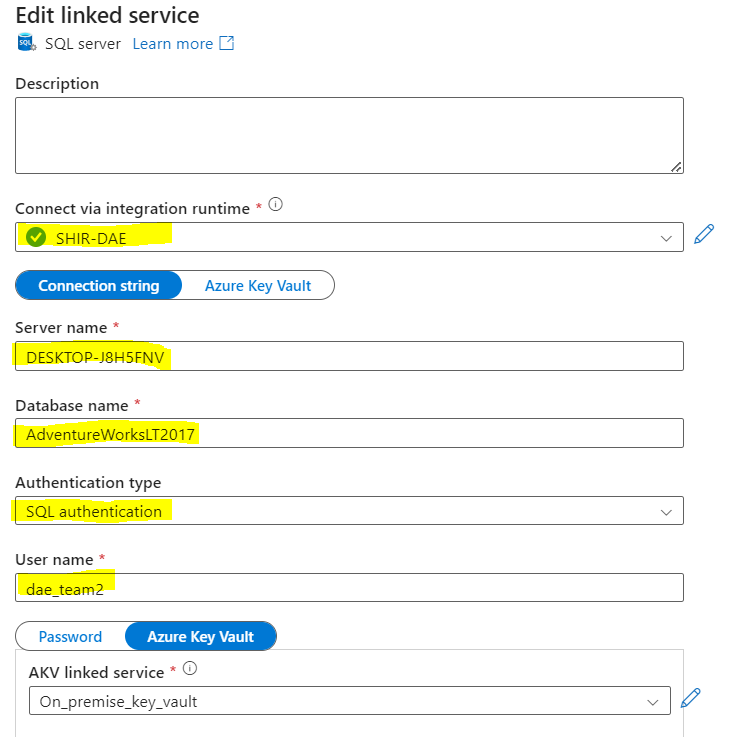 Edit linked service
SQL SQL server Learn more
Description
Connect via integration runtime *
SHIR-DAE
Connection string Azure Key Vault
Server name *
DESKTOP-J8H5FNV
Database name *
AdventureWorksLT2017
Authentication type
SQL authentication
User name *
dae_team2
Password Azure Key Vault
AKV linked service *
On_premise_key_vault